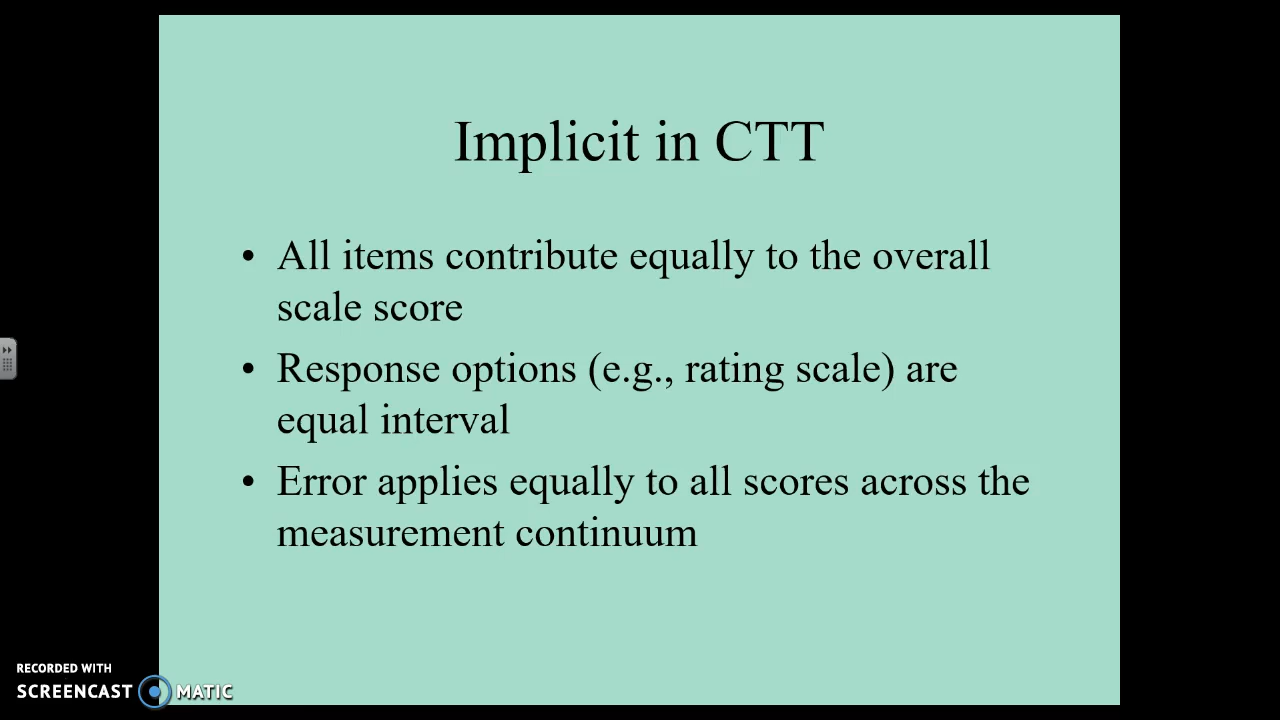 Implicit in CTT
• All items contribute equally to the overall
scale score
• Response options (e.g., rating scale) are
equal interval
• Error applies equally to all scores across the
measurement continuum
RECORDED WITH
SCREENCAST MATIC